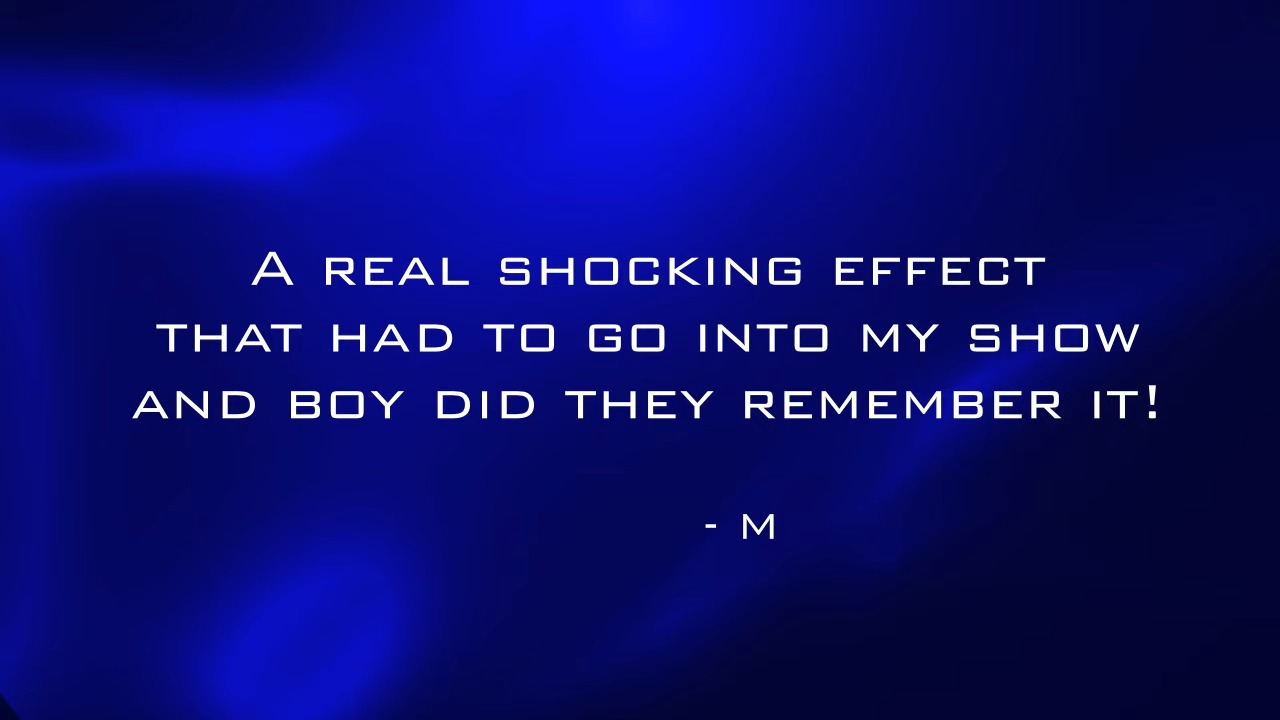 A REAL SHOCKING EFFECT
THAT HAD TO GO INTO MY SHOW
AND BOY DID THEY REMEMBER IT!
- M